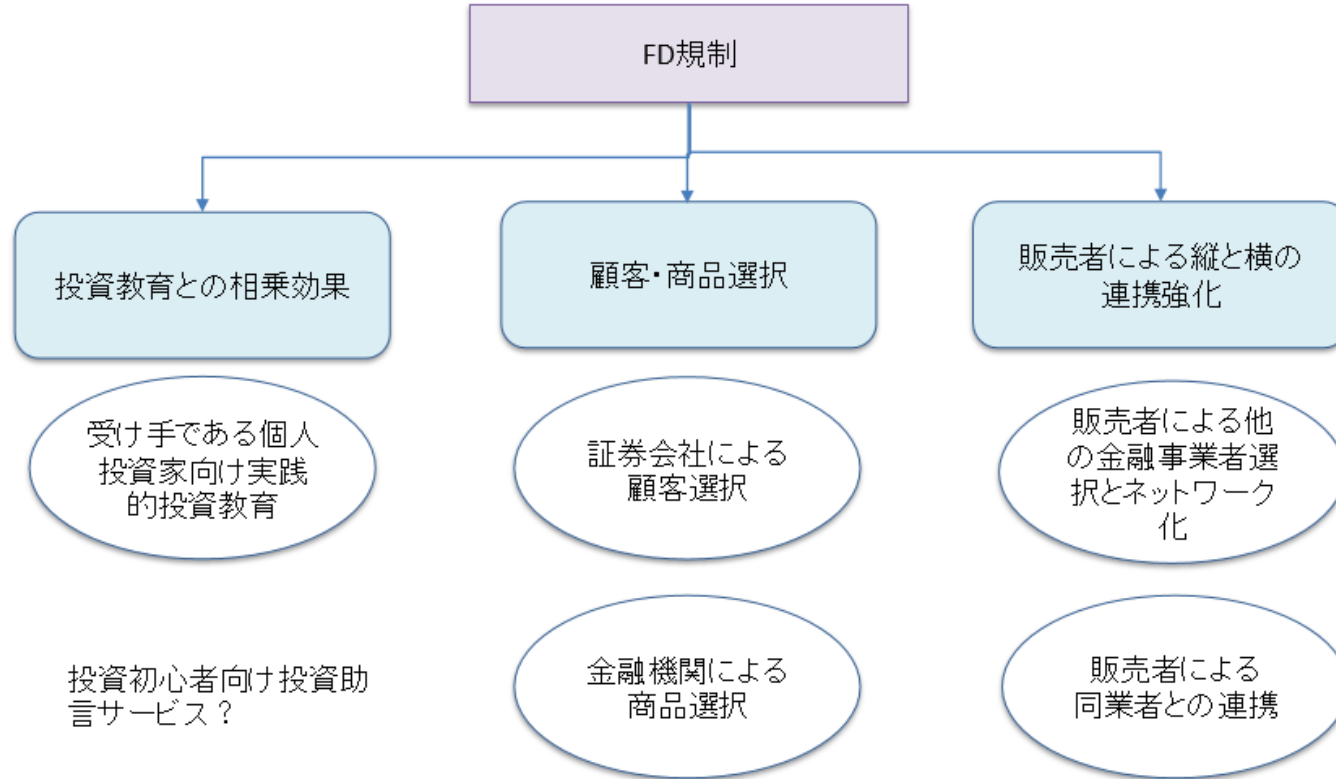 FD規制
投資教育との相乗効果
顧客・商品選択
販売者による縦と横の
連携強化
受け手である個人
投資家向け実践
的投資教育
証券会社による
顧客選択
販売者による他
の金融事業者選
択とネットワーク
化
投資初心者向け投資助
言サービス？
金融機関による
商品選択
販売者による
同業者との連携